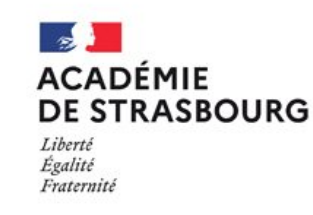 ACADÉMIE
DE STRASBOURG
Liberté
Égalité
Fraternité